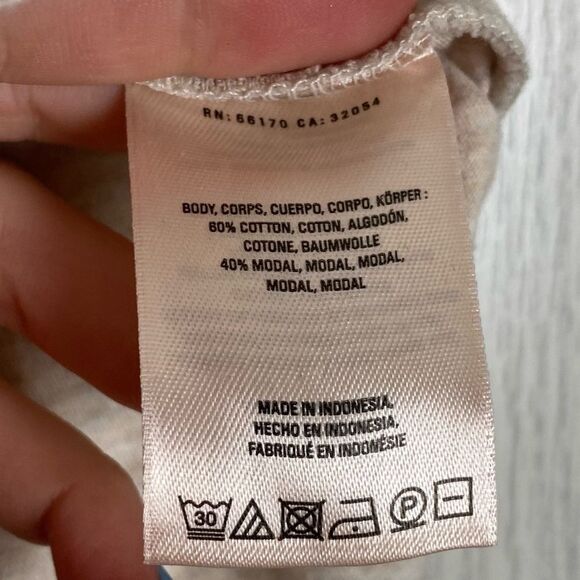 RN: 66170 CA: 32054
BODY, CORPS, CUERPO, CORPO, KÖRPER :
60% COTTON, COTON, ALGODÓN,
COTONE, BAUMWOLLE
40% MODAL, MODAL, MODAL,
MODAL, MODAL
MADE IN INDONESIA,
HECHO EN INDONESIA,
FABRIQUÉ EN INDONÉSIE
30 P